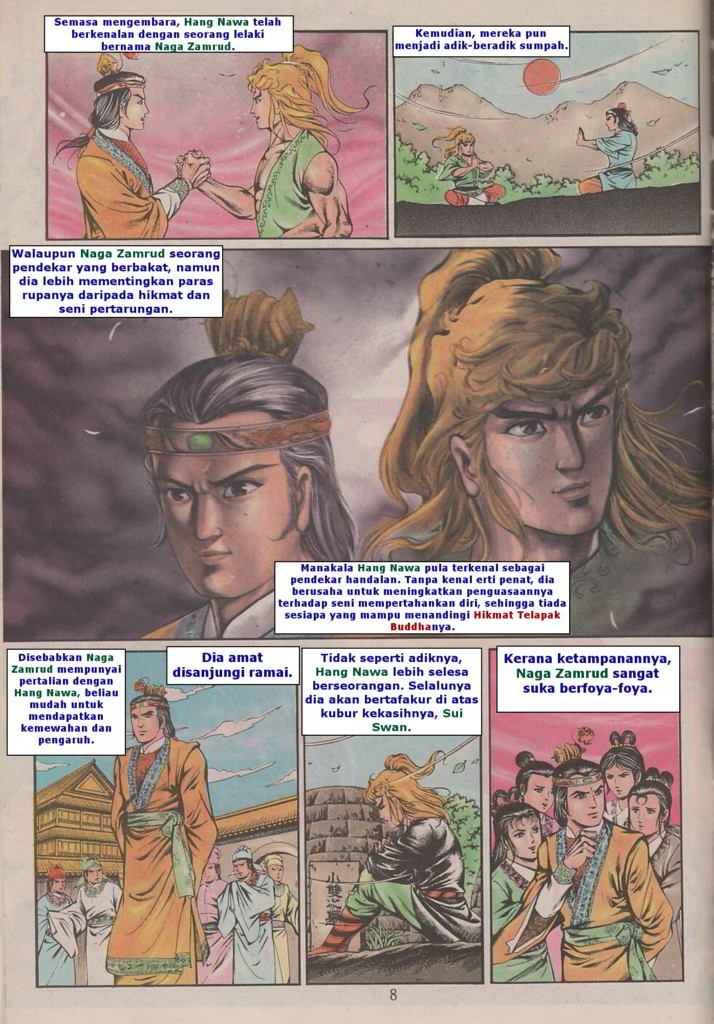 Semasa mengembara, Hang Nawa telah
berkenalan dengan seorang lelaki
bernama Naga Zamrud.
Kemudian, mereka pun
menjadi adik-beradik sumpah.
Walaupun Naga Zamrud seorang
pendekar yang berbakat, namun
dia lebih mementingkan paras
rupanya daripada hikmat dan
seni pertarungan.
Manakala Hang Nawa pula terkenal sebagai
pendekar handalan. Tanpa kenal erti penat, dia
berusaha untuk meningkatkan penguasaannya
terhadap seni mempertahankan diri, sehingga tiada
sesiapa yang mampu menandingi Hikmat Telapak
Buddhanya.
Disebabkan Naga
Zamrud mempunyai
pertalian dengan
Hang Nawa, beliau
mudah untuk
mendapatkan
kemewahan dan
pengaruh.
Dia amat
disanjungi ramai.
Tidak seperti adiknya,
Hang Nawa lebih selesa
berseorangan. Selalunya
dia akan bertafakur di atas
kubur kekasihnya, Sui
Swan.
小雙
Kerana ketampanannya,
Naga Zamrud sangat
suka berfoya-foya.
8